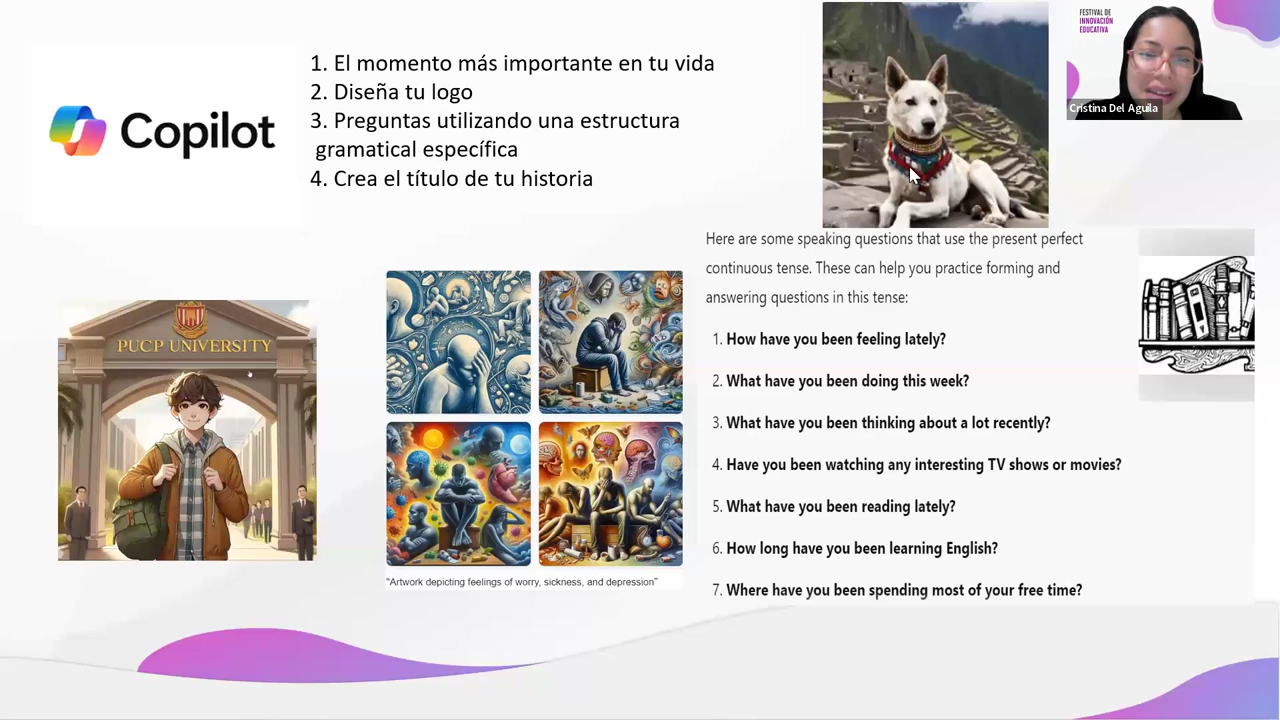 Copilot
1. El momento más importante en tu vida
2. Diseña tu logo
3. Preguntas utilizando una estructura
gramatical específica
4. Crea el título de tu historia
FESTIVAL DE
INNOVACIÓN
EDUCATIVA
Cristina Del Aguila
PUCP UNIVERSITY
"Artwork depicting feelings of worry, sickness, and depression"
Here are some speaking questions that use the present perfect
continuous tense. These can help you practice forming and
answering questions in this tense:
1. How have you been feeling lately?
2. What have you been doing this week?
3. What have you been thinking about a lot recently?
4. Have you been watching any interesting TV shows or movies?
5. What have you been reading lately?
6. How long have you been learning English?
7. Where have you been spending most of your free time?